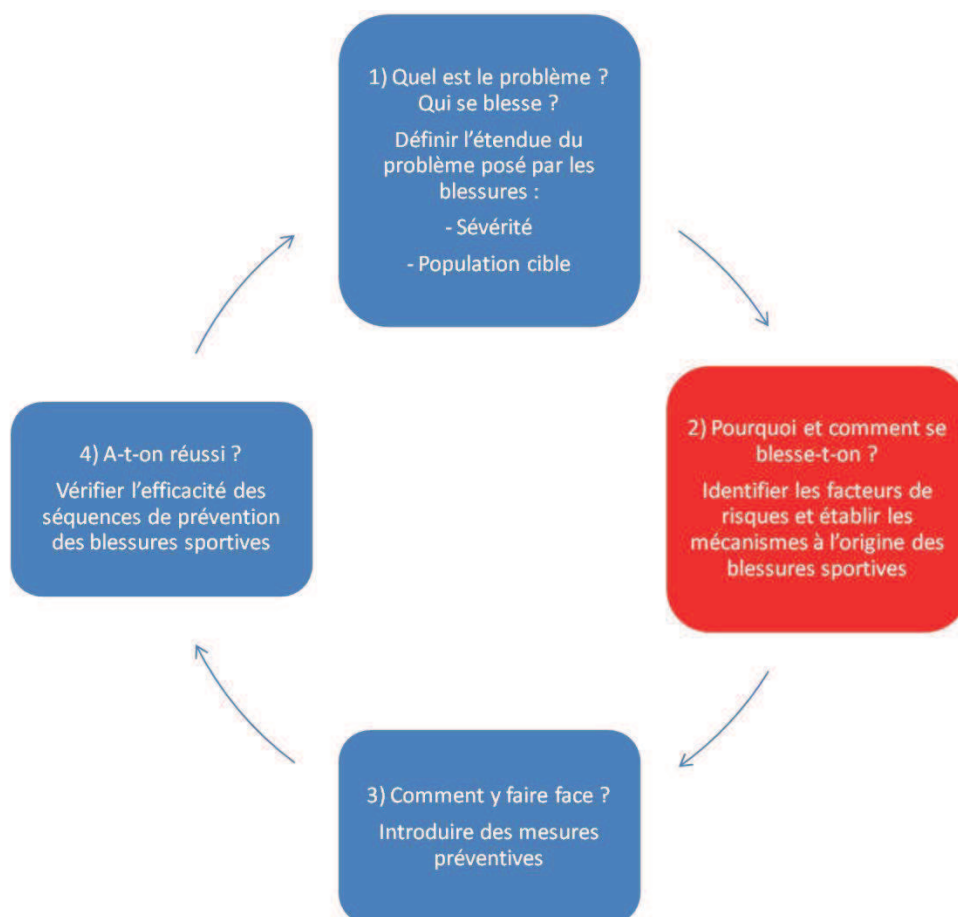 1) Quel est le problème ?
Qui se blesse ?
Définir l’étendue du
problème posé par les
blessures :
- Sévérité
- Population cible
2) Pourquoi et comment se
blesse-t-on ?
Identifier les facteurs de
risques et établir les
mécanismes à l’origine des
blessures sportives
3) Comment y faire face ?
Introduire des mesures
préventives
4) A-t-on réussi ?
Vérifier l’efficacité des
séquences de prévention
des blessures sportives